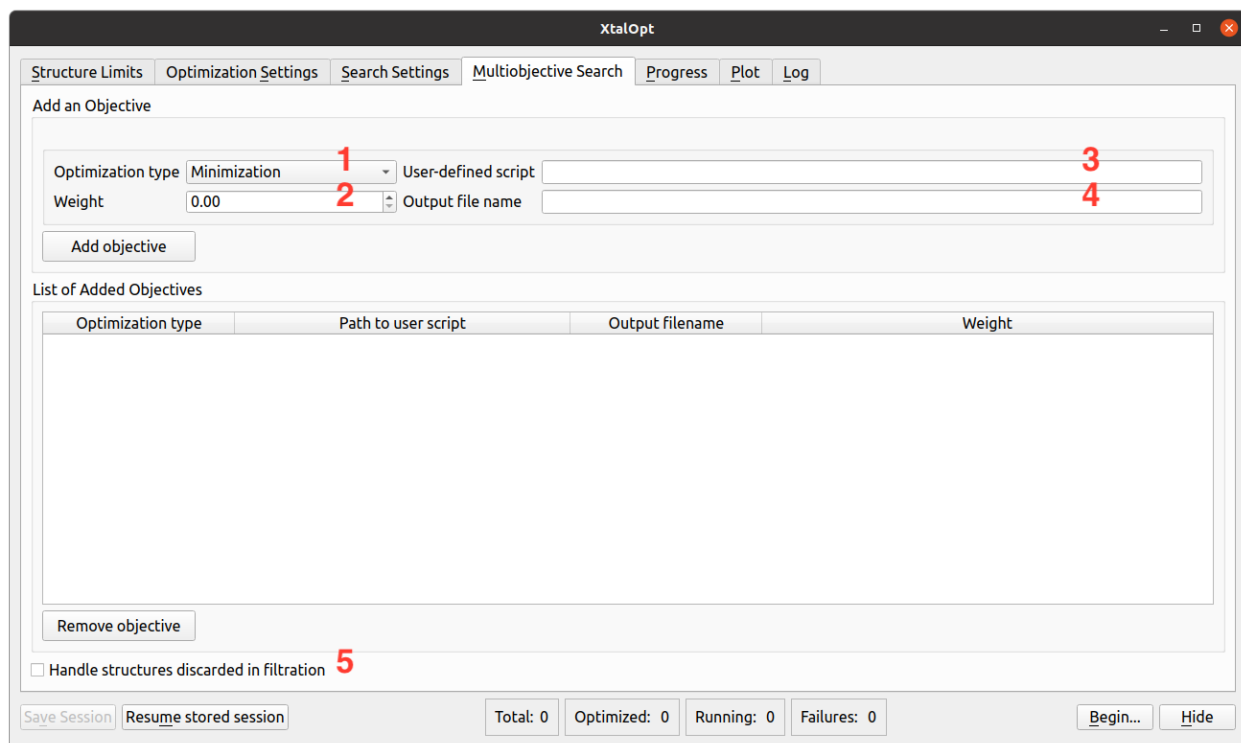 XtalOpt
Structure Limits Optimization Settings Search Settings Multiobjective Search Progress Plot Log
Add an Objective
Optimization type Minimization 1 User-defined script 3
Weight 0.00 2 Output file name 4
Add objective
List of Added Objectives
Optimization type Path to user script Output filename Weight
Remove objective
Handle structures discarded in filtration 5
Save Session Resume stored session Total: 0 Optimized: 0 Running: 0 Failures: 0 Begin... Hide